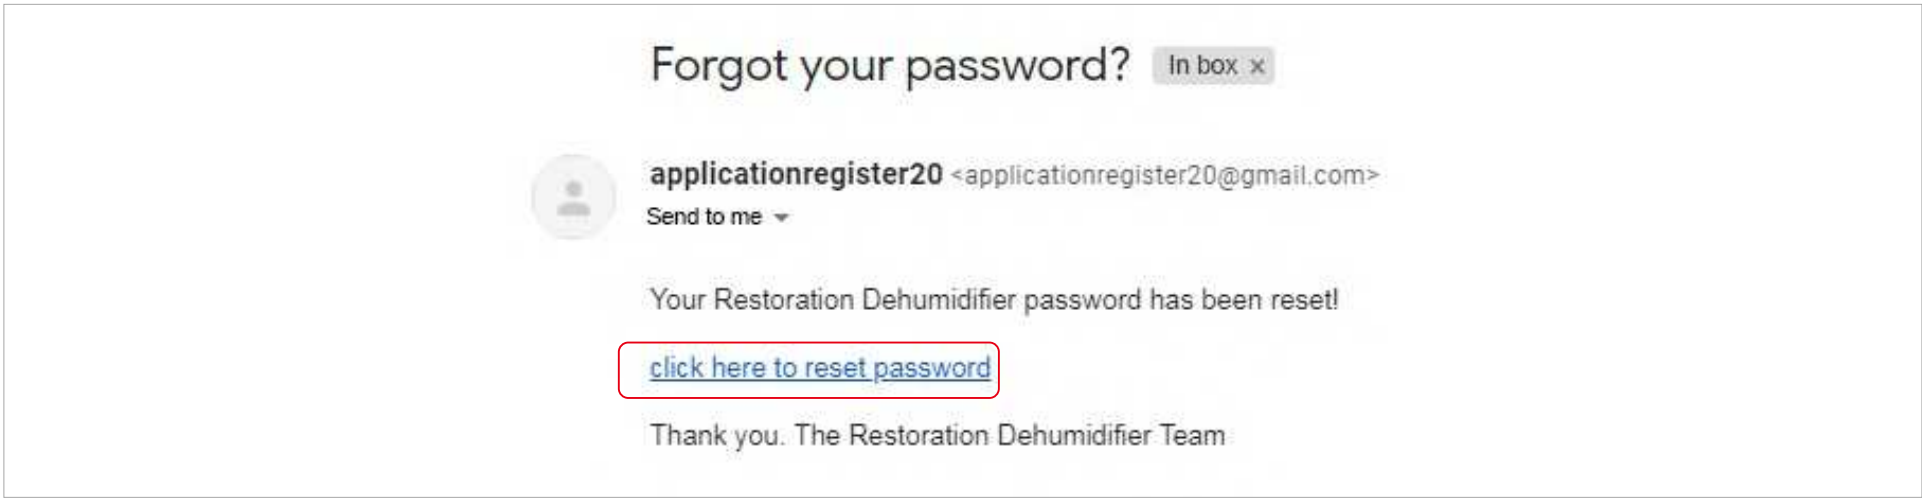 Forgot your password? In box ×
applicationregister20 <applicationregister20@gmail.com>
Send to me
Your Restoration Dehumidifier password has been reset!
click here to reset password
Thank you. The Restoration Dehumidifier Team